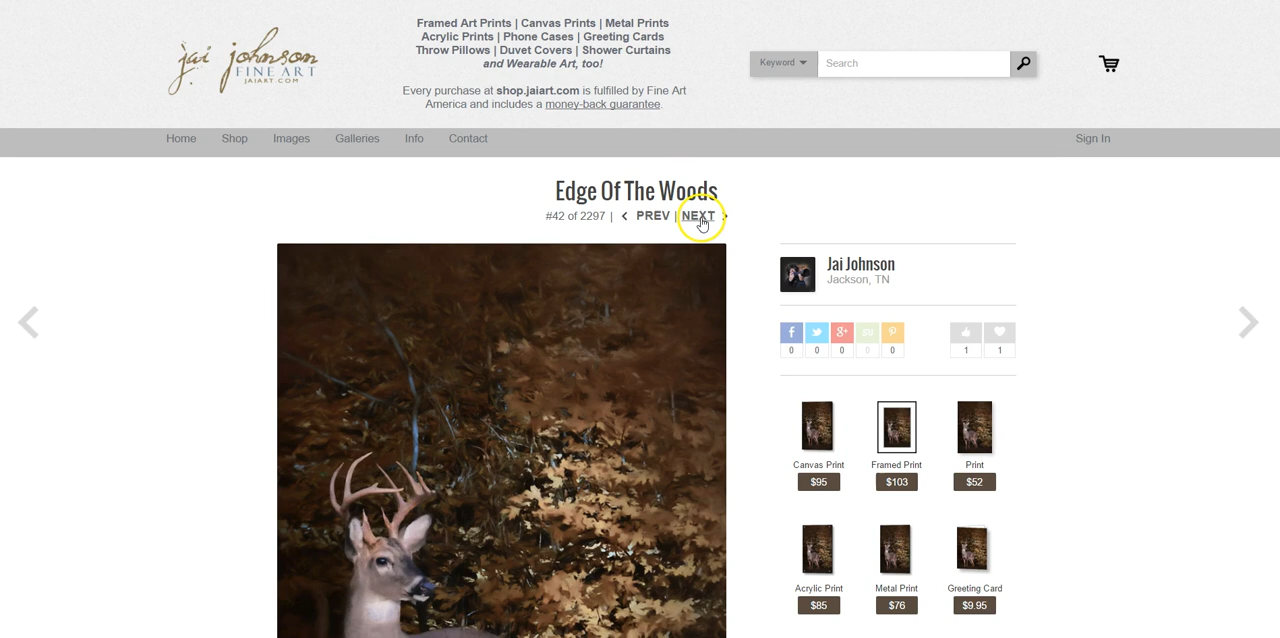 jai johnson
FINE ART
JAIART.COM
Framed Art Prints | Canvas Prints | Metal Prints
Acrylic Prints | Phone Cases | Greeting Cards
Throw Pillows | Duvet Covers | Shower Curtains
and Wearable Art, too!
Every purchase at shop.jaiart.com is fulfilled by Fine Art
America and includes a money-back guarantee.
Keyword
Search
Home Shop Images Galleries Info Contact Sign In
Edge Of The Woods
#42 of 2297 | PREV | NEXT
Jai Johnson
Jackson, TN
0 0 0 0 0 1 1
Canvas Print Framed Print Print
$95 $103 $52
Acrylic Print Metal Print Greeting Card
$85 $76 $9.95